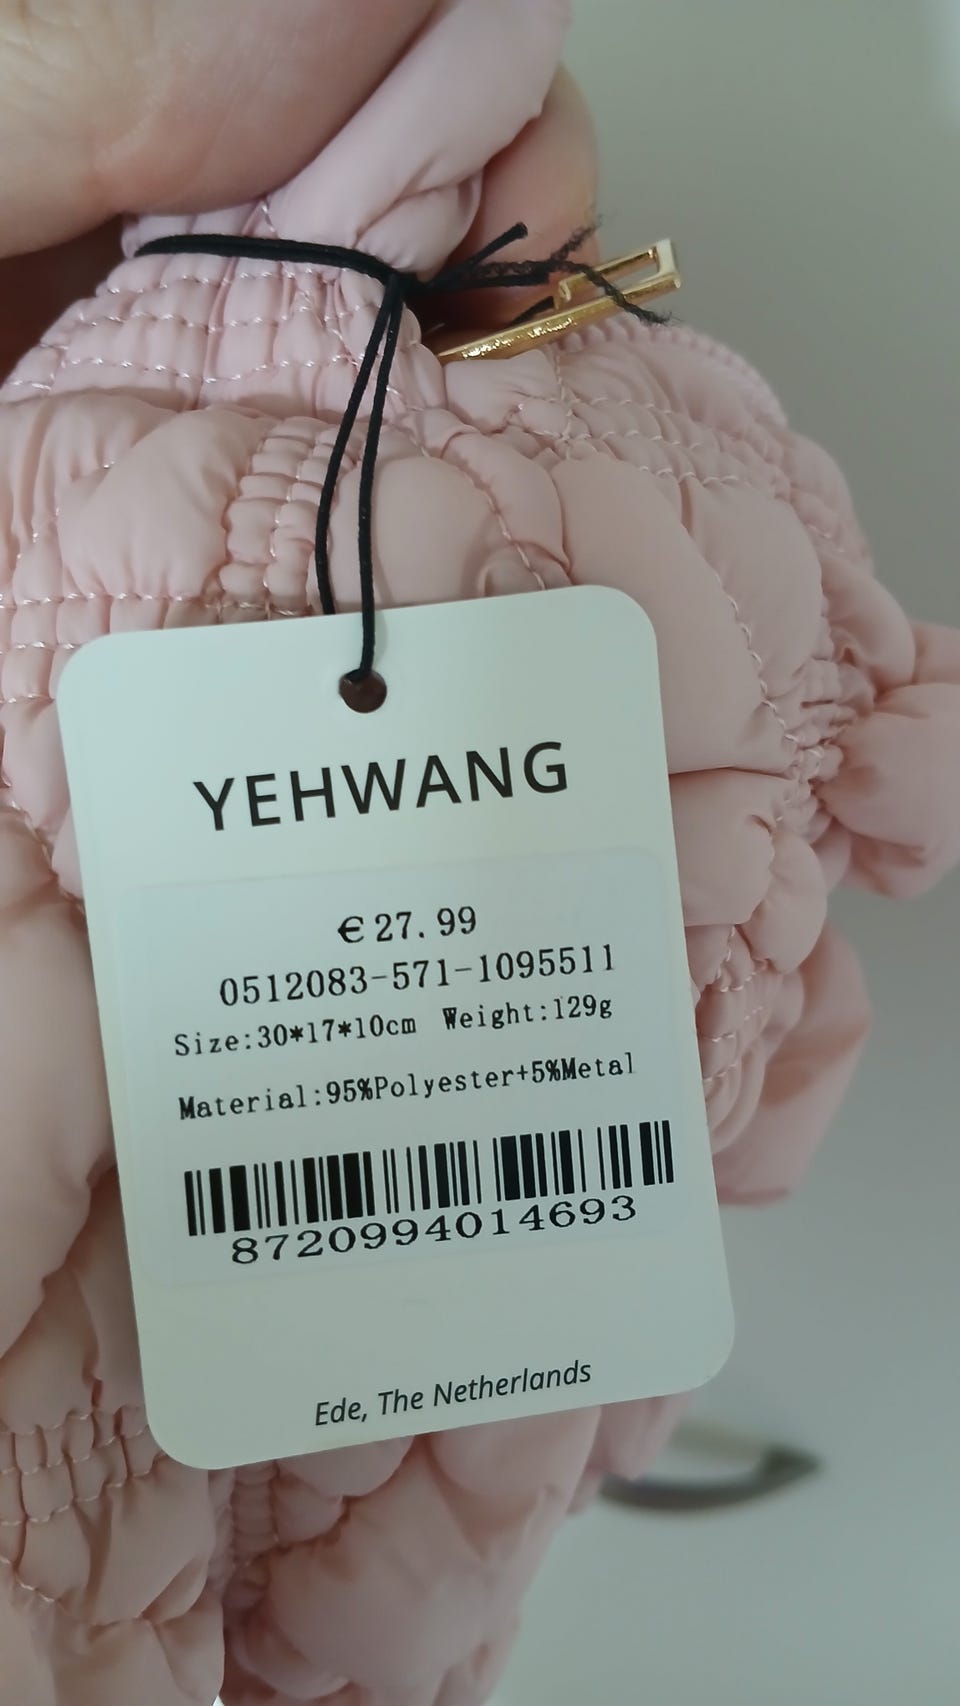 YEHWANG
€27.99
0512083-571-1095511
Size:30*17*10cm Weight:129g
Material:95%Polyester+5%Metal
8720994014693
Ede, The Netherlands